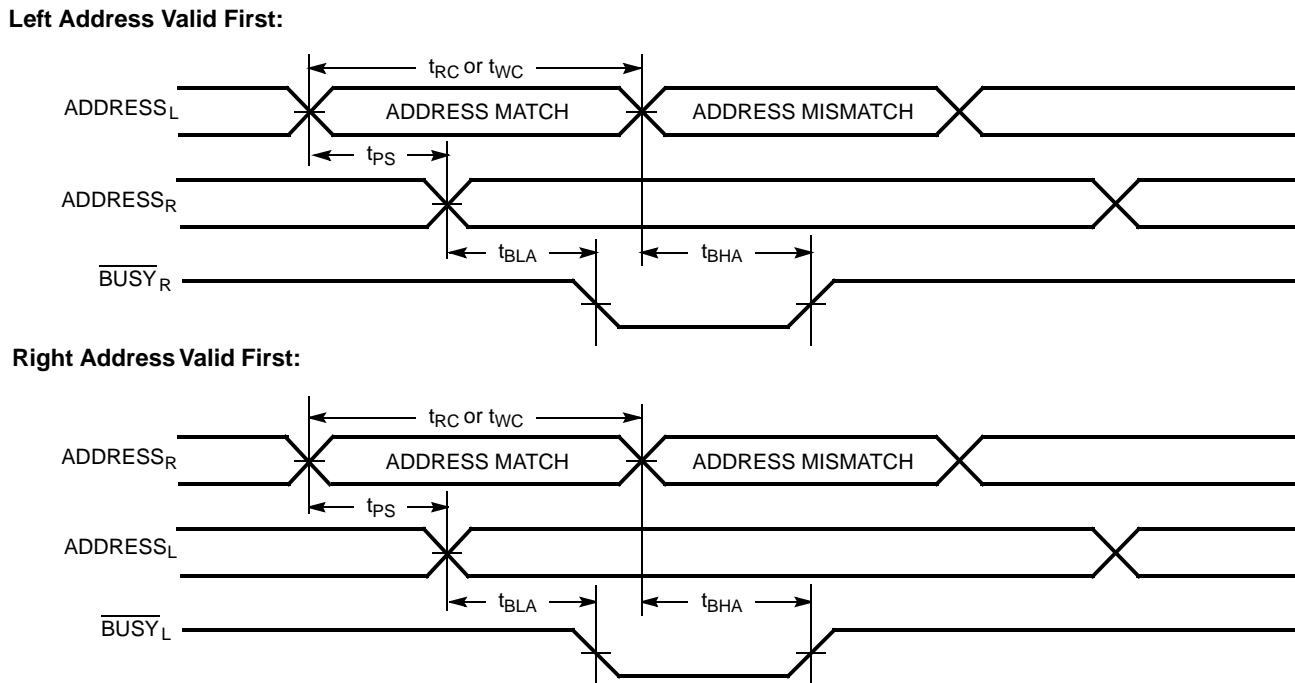 Left Address Valid First:
tRC or tWC
ADDRESSL
ADDRESS MATCH
ADDRESS MISMATCH
tPS
ADDRESSR
tBLA
tBHA
BUSYR
Right Address Valid First:
tRC or tWC
ADDRESSR
ADDRESS MATCH
ADDRESS MISMATCH
tPS
ADDRESSL
tBLA
tBHA
BUSYL